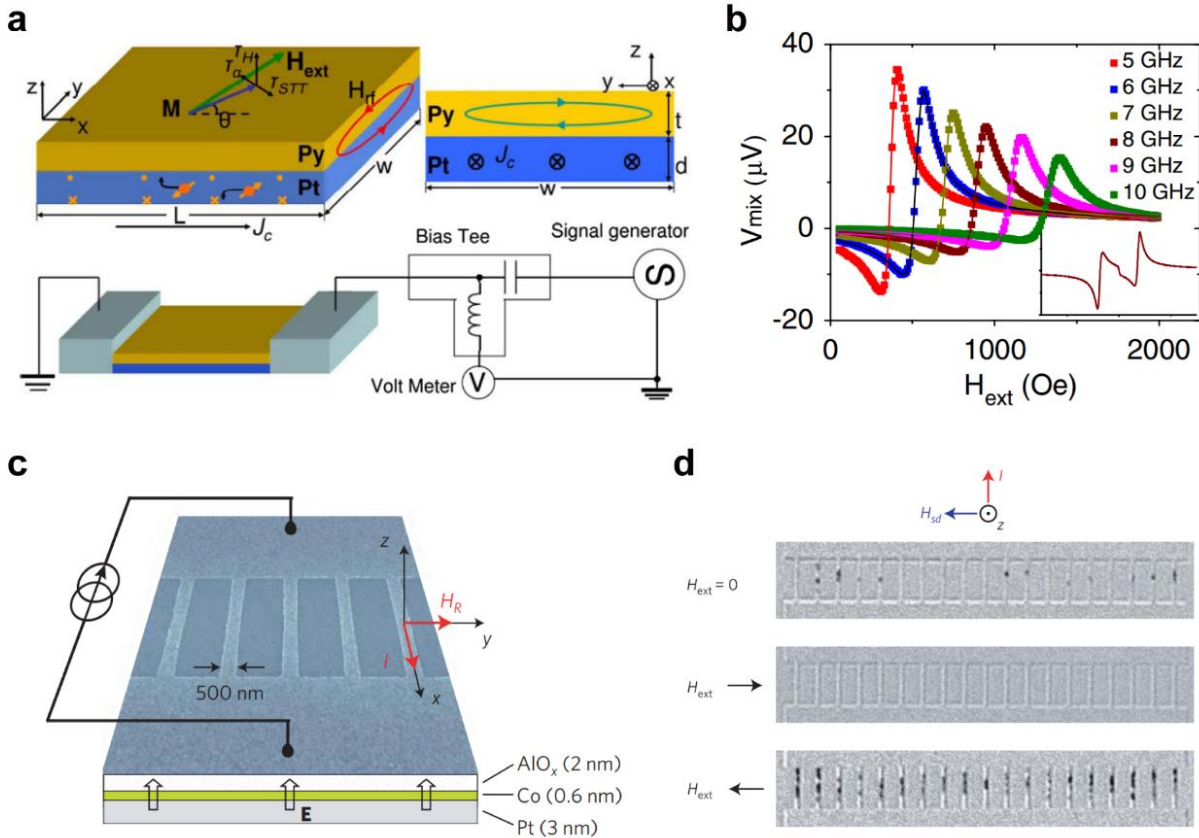 a
z
y
x
M
τH
Hext
τα
τSTT
θ
Hrf
Py
Pt
w
L
Jc
z
y
x
Py
t
Pt
Jc
d
w
Bias Tee
Signal generator
S
Volt Meter
V
b
40
20
0
-20
Vmix (μV)
5 GHz
6 GHz
7 GHz
8 GHz
9 GHz
10 GHz
0
1000
2000
Hext (Oe)
c
z
HR
y
I
x
500 nm
AlOx (2 nm)
Co (0.6 nm)
E
Pt (3 nm)
d
I
Hsd
z
Hext = 0
Hext
Hext